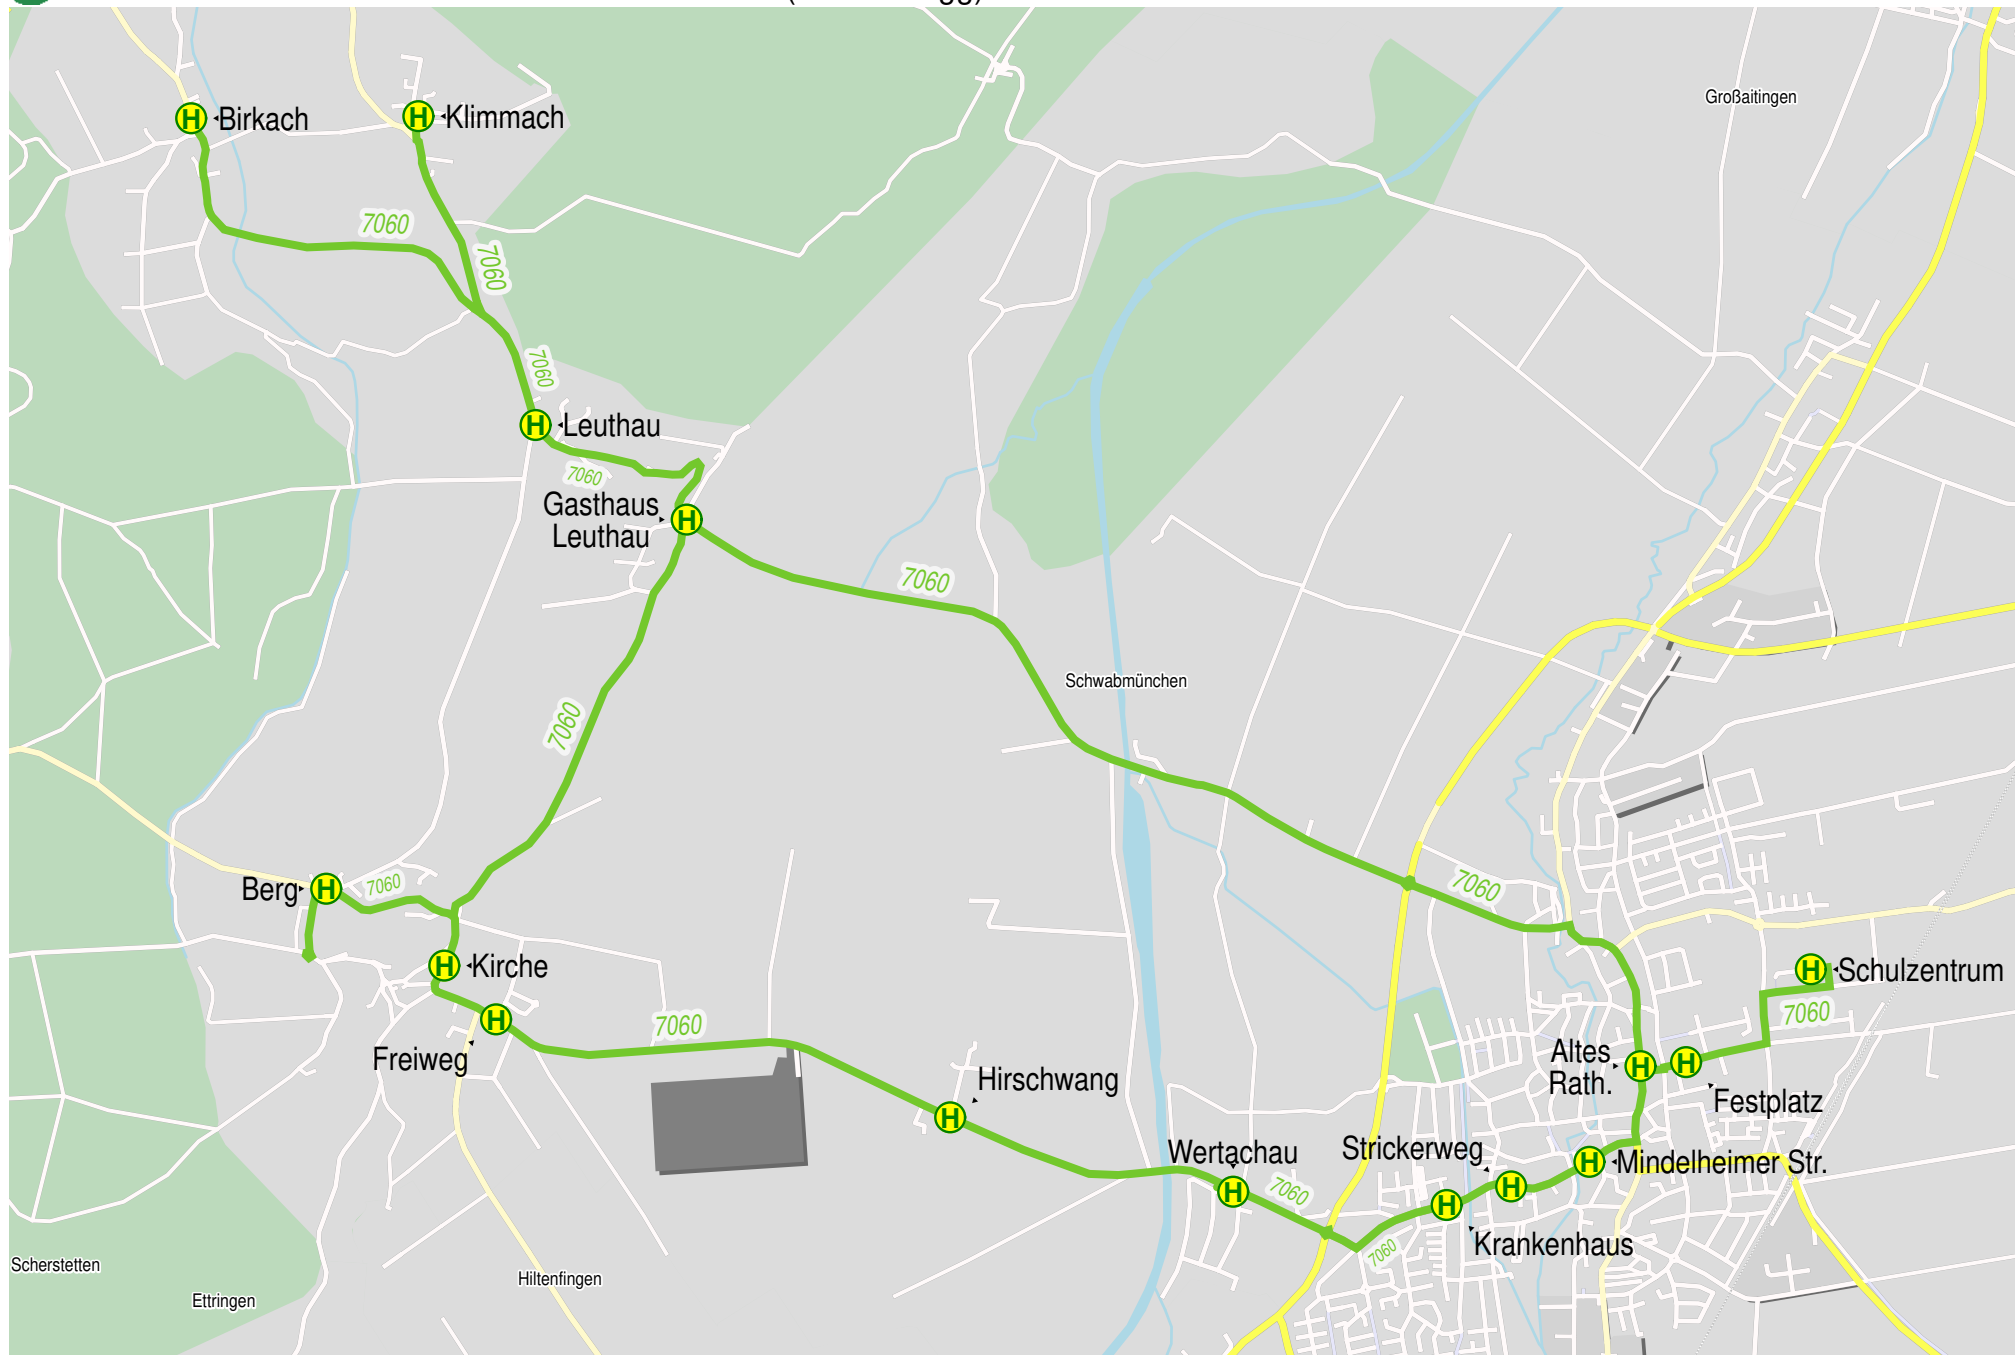 Großaitingen
H Birkach
H Klimmach
7060
7060
7060
H Leuthau
7060
Gasthaus
Leuthau
H
7060
Schwabmünchen
7060
Berg H
7060
7060
H Kirche
H Schulzentrum
7060
H
Freiweg
7060
Altes
Rath.
H
H
Festplatz
Hirschwang
H
Wertachau
H
7060
Strickerweg
H
H Mindelheimer Str.
H
Krankenhaus
7060
Scherstetten
Hiltenfingen
Ettringen